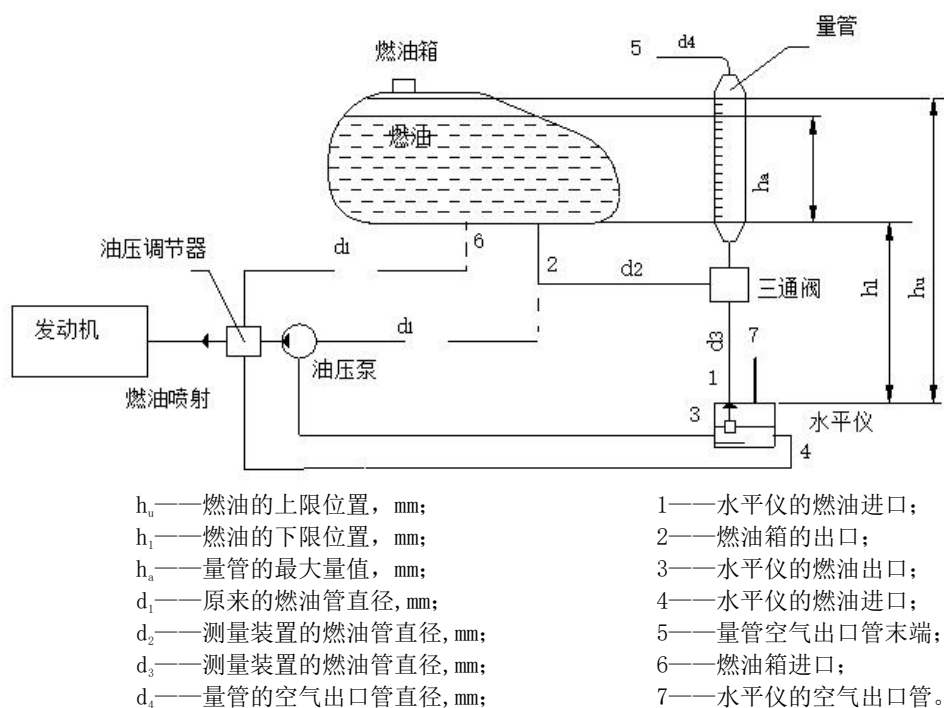 量管
5
d4
燃油箱
燃油
ha
6
油压调节器
d1
2
d2
三通阀
h1
hu
发动机
d1
d3
7
油压泵
1
燃油喷射
3
水平仪
4
hu——燃油的上限位置，mm；
h1——燃油的下限位置，mm；
ha——量管的最大量值，mm；
d1——原来的燃油管直径,mm；
d2——测量装置的燃油管直径,mm；
d3——测量装置的燃油管直径,mm；
d4——量管的空气出口管直径,mm；
1——水平仪的燃油进口；
2——燃油箱的出口；
3——水平仪的燃油出口；
4——水平仪的燃油进口；
5——量管空气出口管末端；
6——燃油箱进口；
7——水平仪的空气出口管。